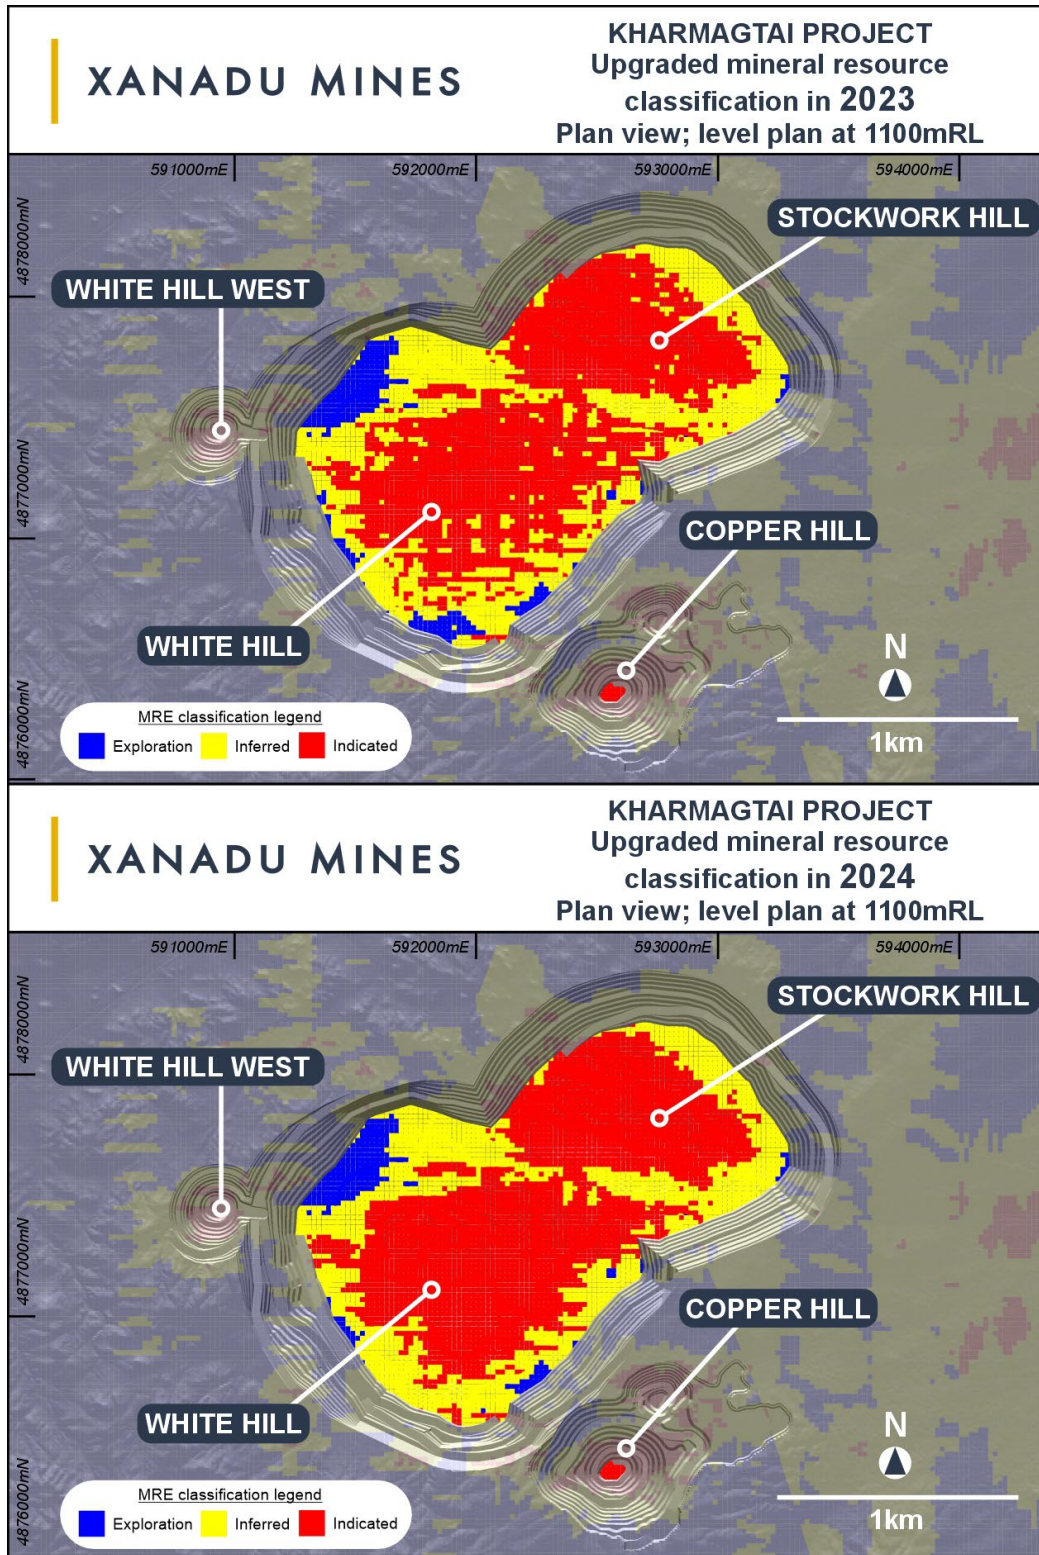 XANADU MINES
KHARMAGTAI PROJECT
Upgraded mineral resource
classification in 2023
Plan view; level plan at 1100mRL
591000mE
592000mE
593000mE
594000mE
4878000mN
STOCKWORK HILL
WHITE HILL WEST
4877000mN
COPPER HILL
WHITE HILL
N
4876000mN
MRE classification legend
Exploration Inferred Indicated
1km
XANADU MINES
KHARMAGTAI PROJECT
Upgraded mineral resource
classification in 2024
Plan view; level plan at 1100mRL
591000mE
592000mE
593000mE
594000mE
4878000mN
STOCKWORK HILL
WHITE HILL WEST
4877000mN
COPPER HILL
WHITE HILL
N
4876000mN
MRE classification legend
Exploration Inferred Indicated
1km